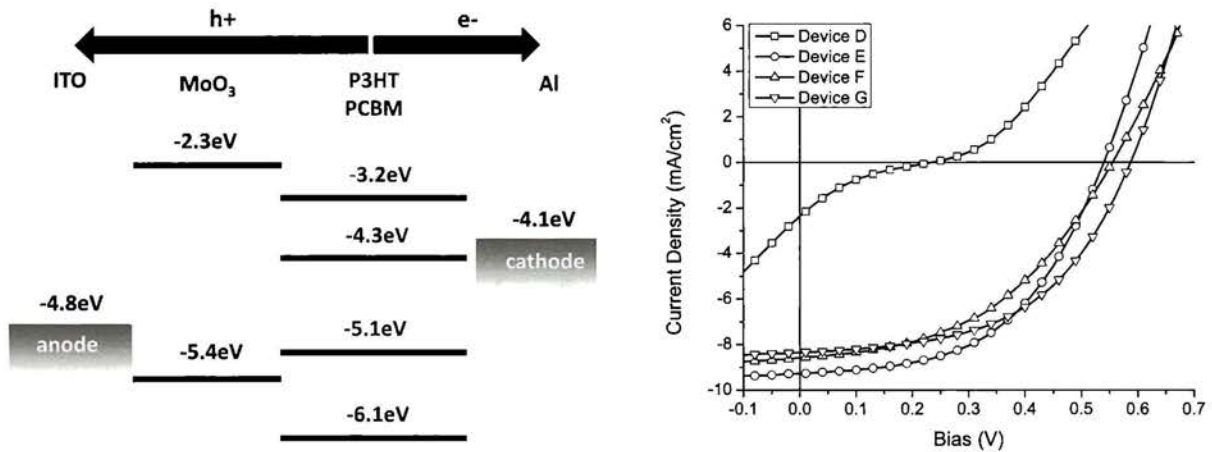 h+ e-
ITO MoO₃ P3HT Al
PCBM
-2.3eV
-3.2eV
-4.1eV
-4.3eV
cathode
-4.8eV
anode
-5.4eV
-5.1eV
-6.1eV
Device D
Device E
Device F
Device G
Current Density (mA/cm²)
6
4
2
0
-2
-4
-6
-8
-10
-0.1 0.0 0.1 0.2 0.3 0.4 0.5 0.6 0.7
Bias (V)